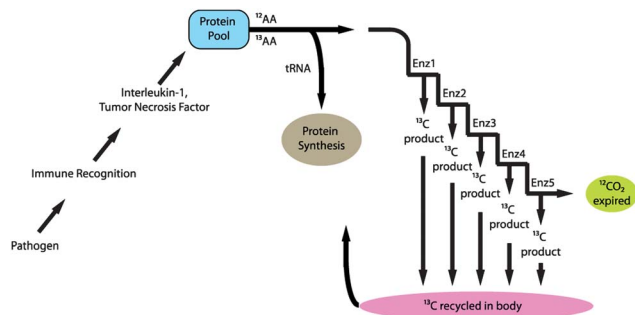 Protein
Pool
¹²AA
¹³AA
tRNA
Protein
Synthesis
Interleukin-1,
Tumor Necrosis Factor
Immune Recognition
Pathogen
Enz1
¹³C
product
Enz2
¹³C
product
Enz3
¹³C
product
Enz4
¹³C
product
Enz5
¹³C
product
¹²CO₂
expired
¹³C recycled in body